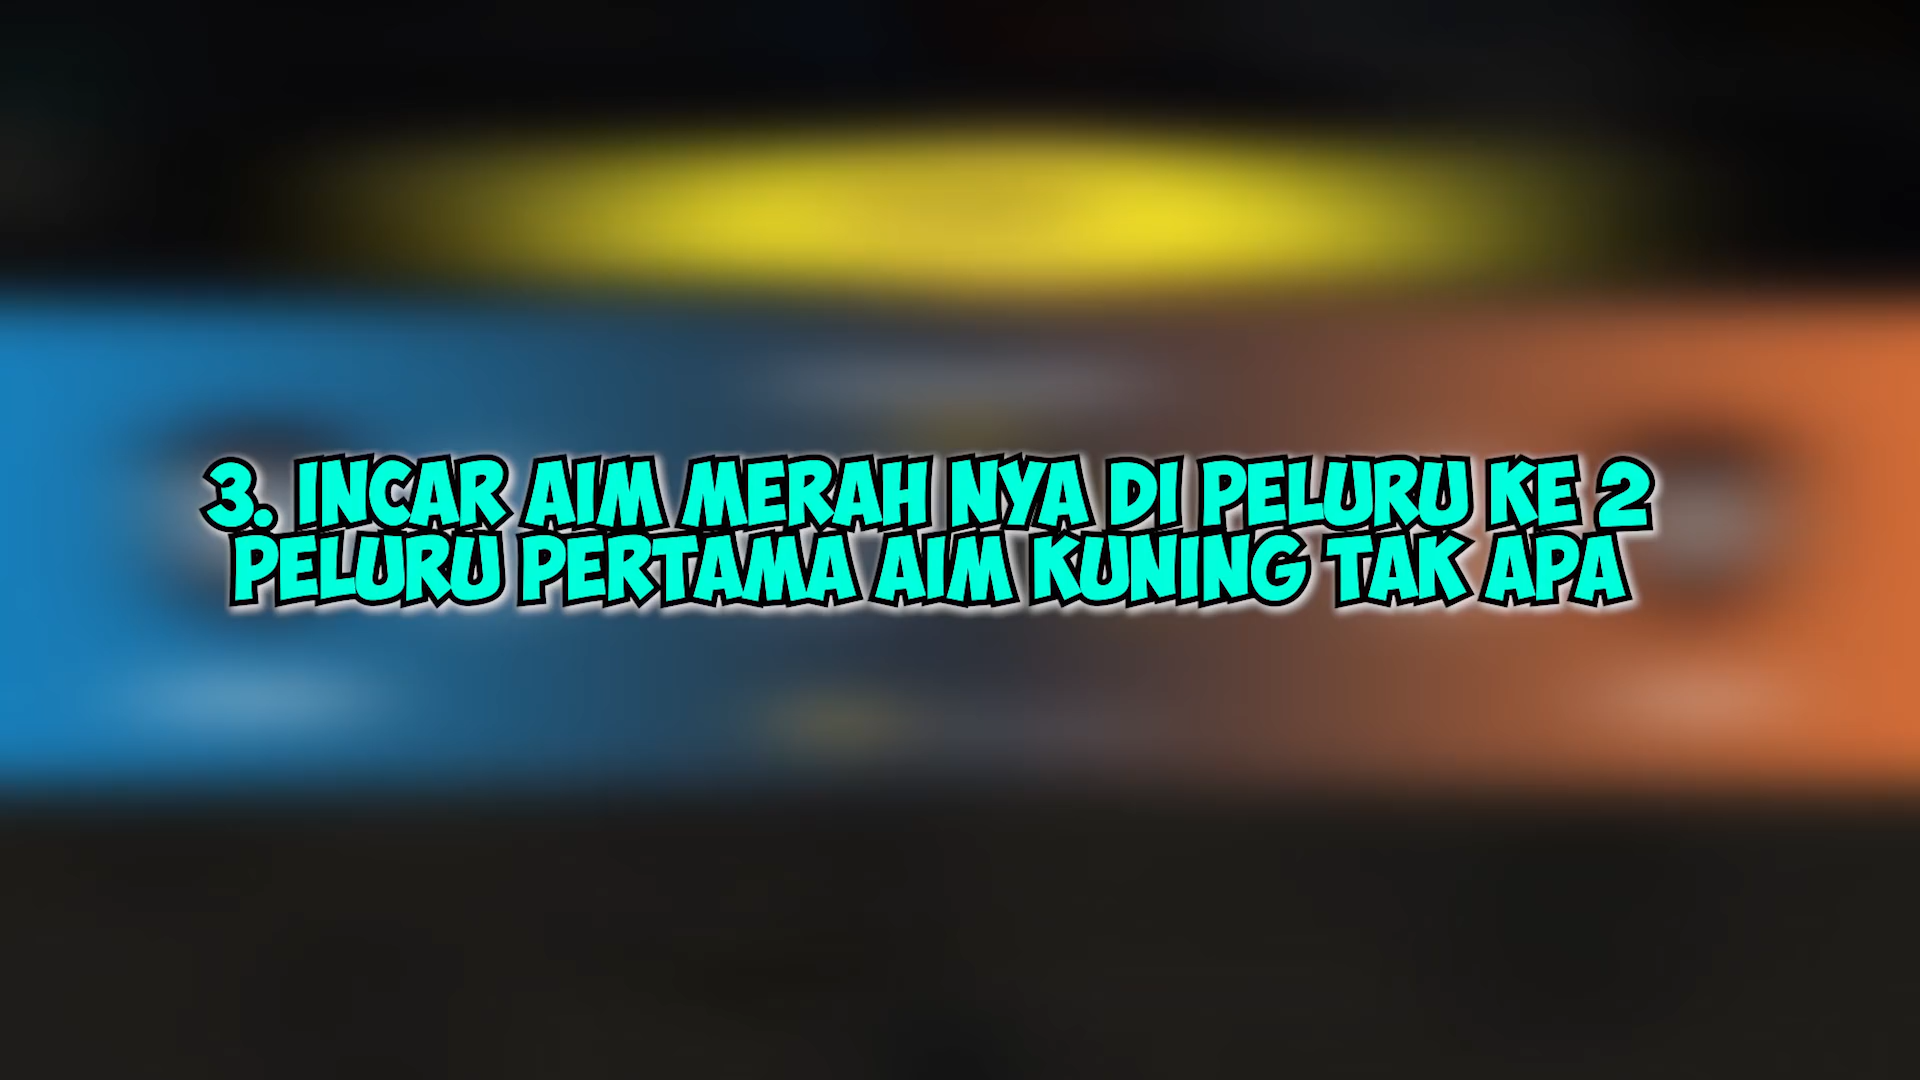 3. INCAR AIM MERAH NYA DI PELURU KE 2
PELURU PERTAMA AIM KUNING TAK APA